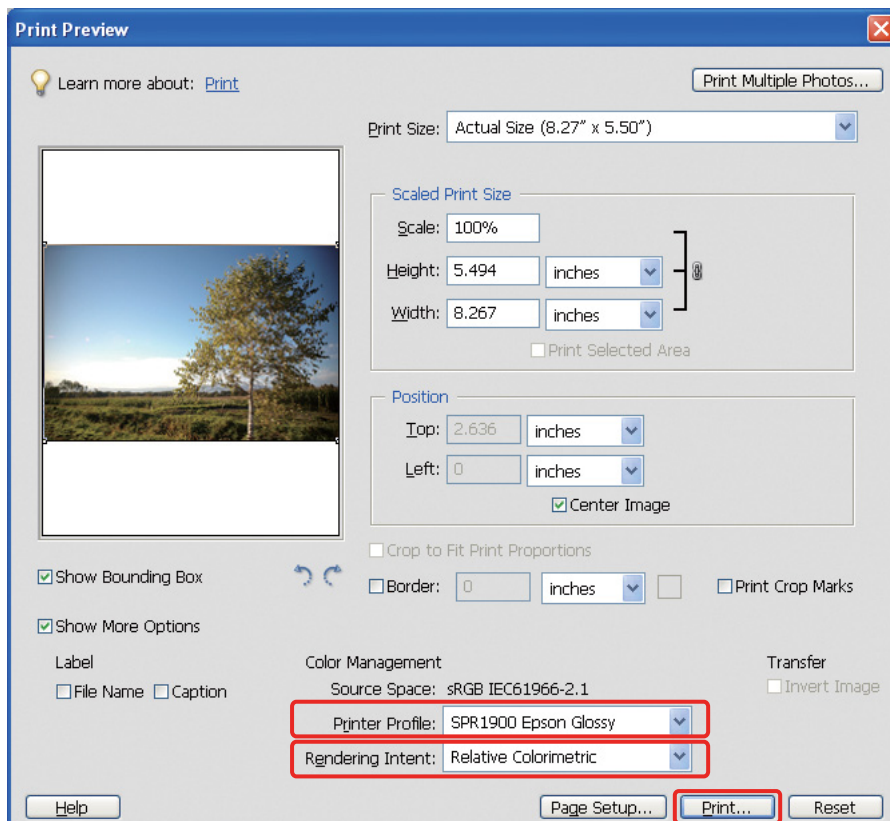 Print Preview
Learn more about: Print
Print Multiple Photos...
Print Size: Actual Size (8.27" x 5.50")
Scaled Print Size
Scale: 100%
Height: 5.494 inches
Width: 8.267 inches
Print Selected Area
Position
Top: 2.636 inches
Left: 0 inches
Center Image
Crop to Fit Print Proportions
Show Bounding Box
Border: 0 inches
Print Crop Marks
Show More Options
Label
Color Management
Transfer
File Name Caption
Source Space: sRGB IEC61966-2.1
Invert Image
Printer Profile: SPR1900 Epson Glossy
Rendering Intent: Relative Colorimetric
Help
Page Setup...
Print...
Reset